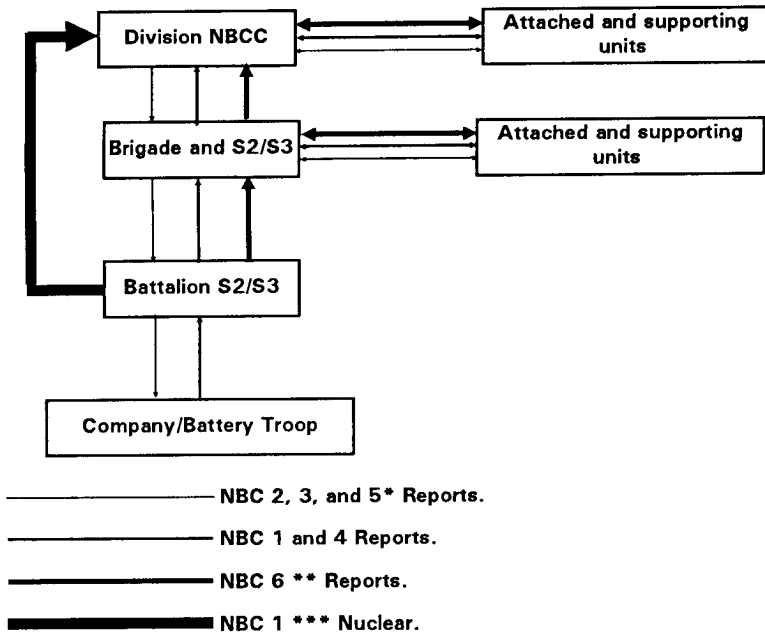 Division NBCC
Attached and supporting
units
Brigade and S2/S3
Attached and supporting
units
Battalion S2/S3
Company/Battery Troop
NBC 2, 3, and 5* Reports.
NBC 1 and 4 Reports.
NBC 6 ** Reports.
NBC 1 *** Nuclear.